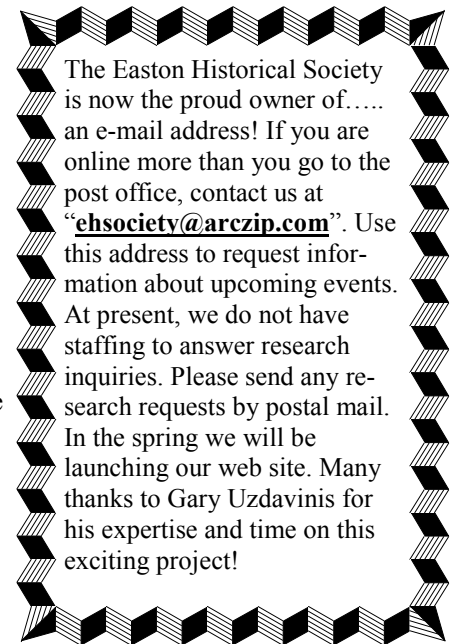 The Easton Historical Society
is now the proud owner of…..
an e-mail address! If you are
online more than you go to the
post office, contact us at
“ehsociety@arczip.com”. Use
this address to request infor-
mation about upcoming events.
At present, we do not have
staffing to answer research
inquiries. Please send any re-
search requests by postal mail.
In the spring we will be
launching our web site. Many
thanks to Gary Uzdavinis for
his expertise and time on this
exciting project!